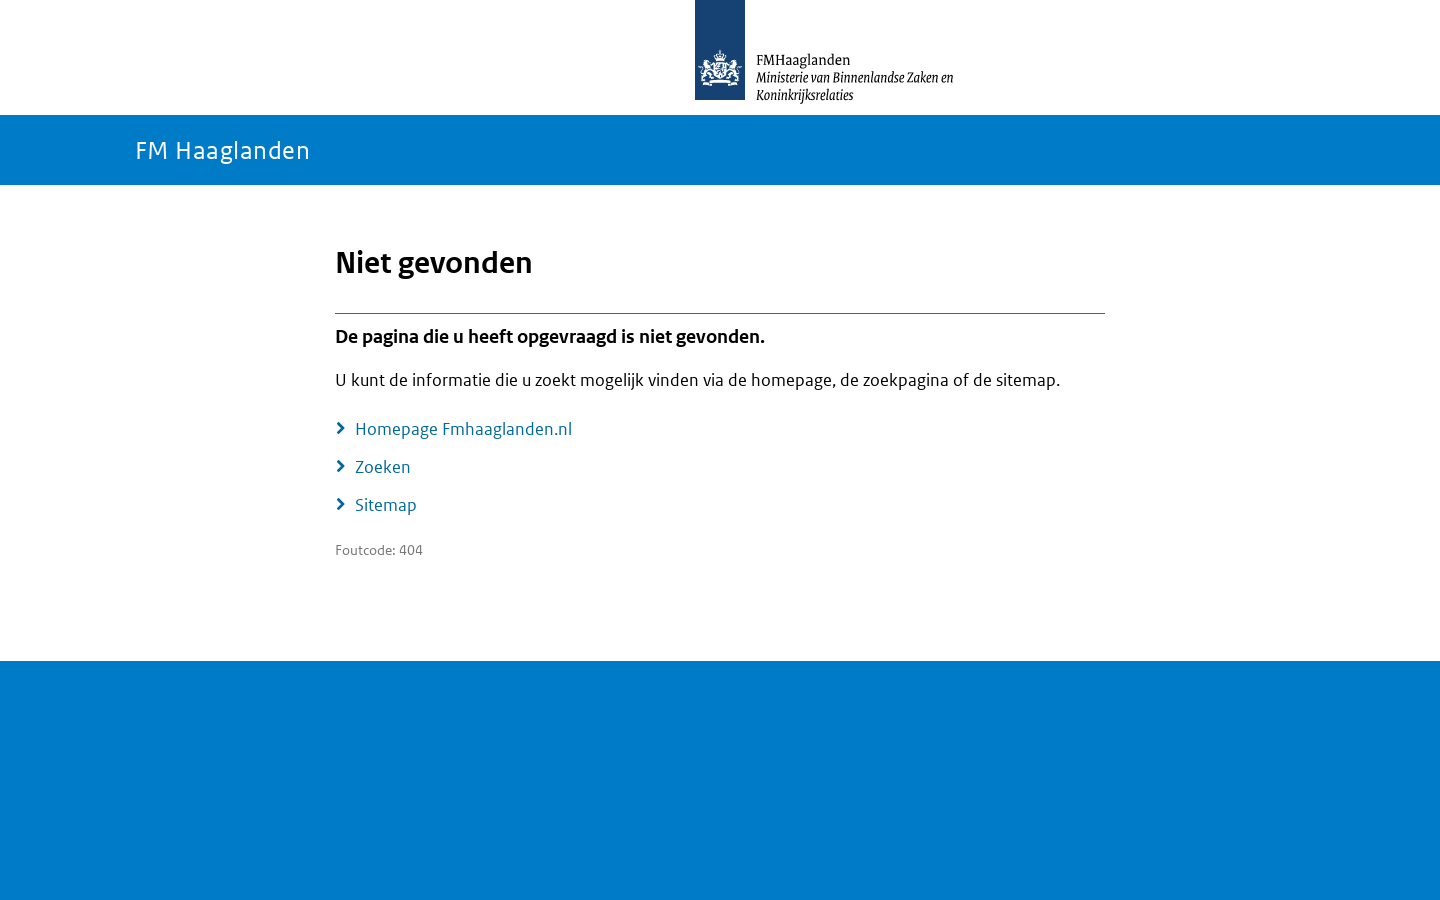 FMHaaglanden
Ministerie van Binnenlandse Zaken en
Koninkrijksrelaties
FM Haaglanden
Niet gevonden
De pagina die u heeft opgevraagd is niet gevonden.
U kunt de informatie die u zoekt mogelijk vinden via de homepage, de zoekpagina of de sitemap.
Homepage Fmhaaglanden.nl
Zoeken
Sitemap
Foutcode: 404